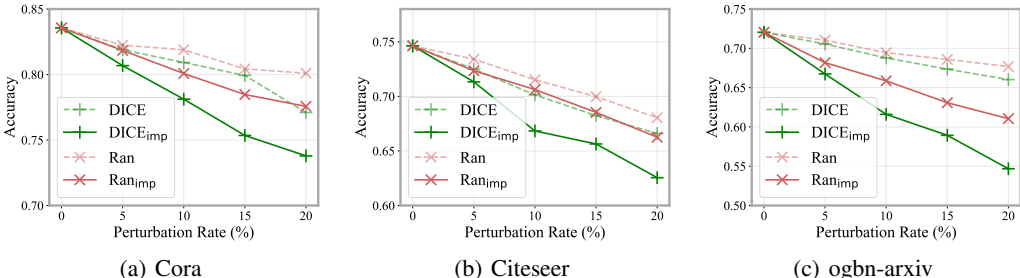 0.85
0.80
0.75
0.70
Accuracy
DICE
DICEimp
Ran
Ranimp
0 5 10 15 20
Perturbation Rate (%)
(a) Cora
0.75
0.70
0.65
0.60
Accuracy
DICE
DICEimp
Ran
Ranimp
0 5 10 15 20
Perturbation Rate (%)
(b) Citeseer
0.75
0.70
0.65
0.60
0.55
0.50
Accuracy
DICE
DICEimp
Ran
Ranimp
0 5 10 15 20
Perturbation Rate (%)
(c) ogbn-arxiv